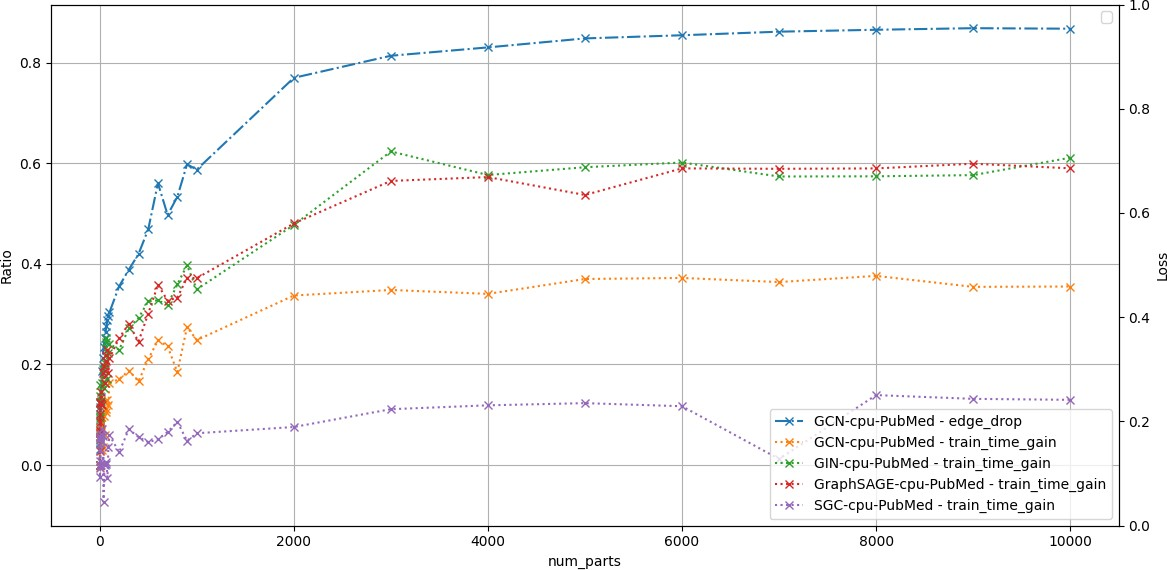 1.0
0.8
0.8
0.6
0.6
0.4
0.4
0.2
0.2
0.0
0.0
Ratio
Loss
GCN-cpu-PubMed - edge_drop
GCN-cpu-PubMed - train_time_gain
GIN-cpu-PubMed - train_time_gain
GraphSAGE-cpu-PubMed - train_time_gain
SGC-cpu-PubMed - train_time_gain
0 2000 4000 6000 8000 10000
num_parts